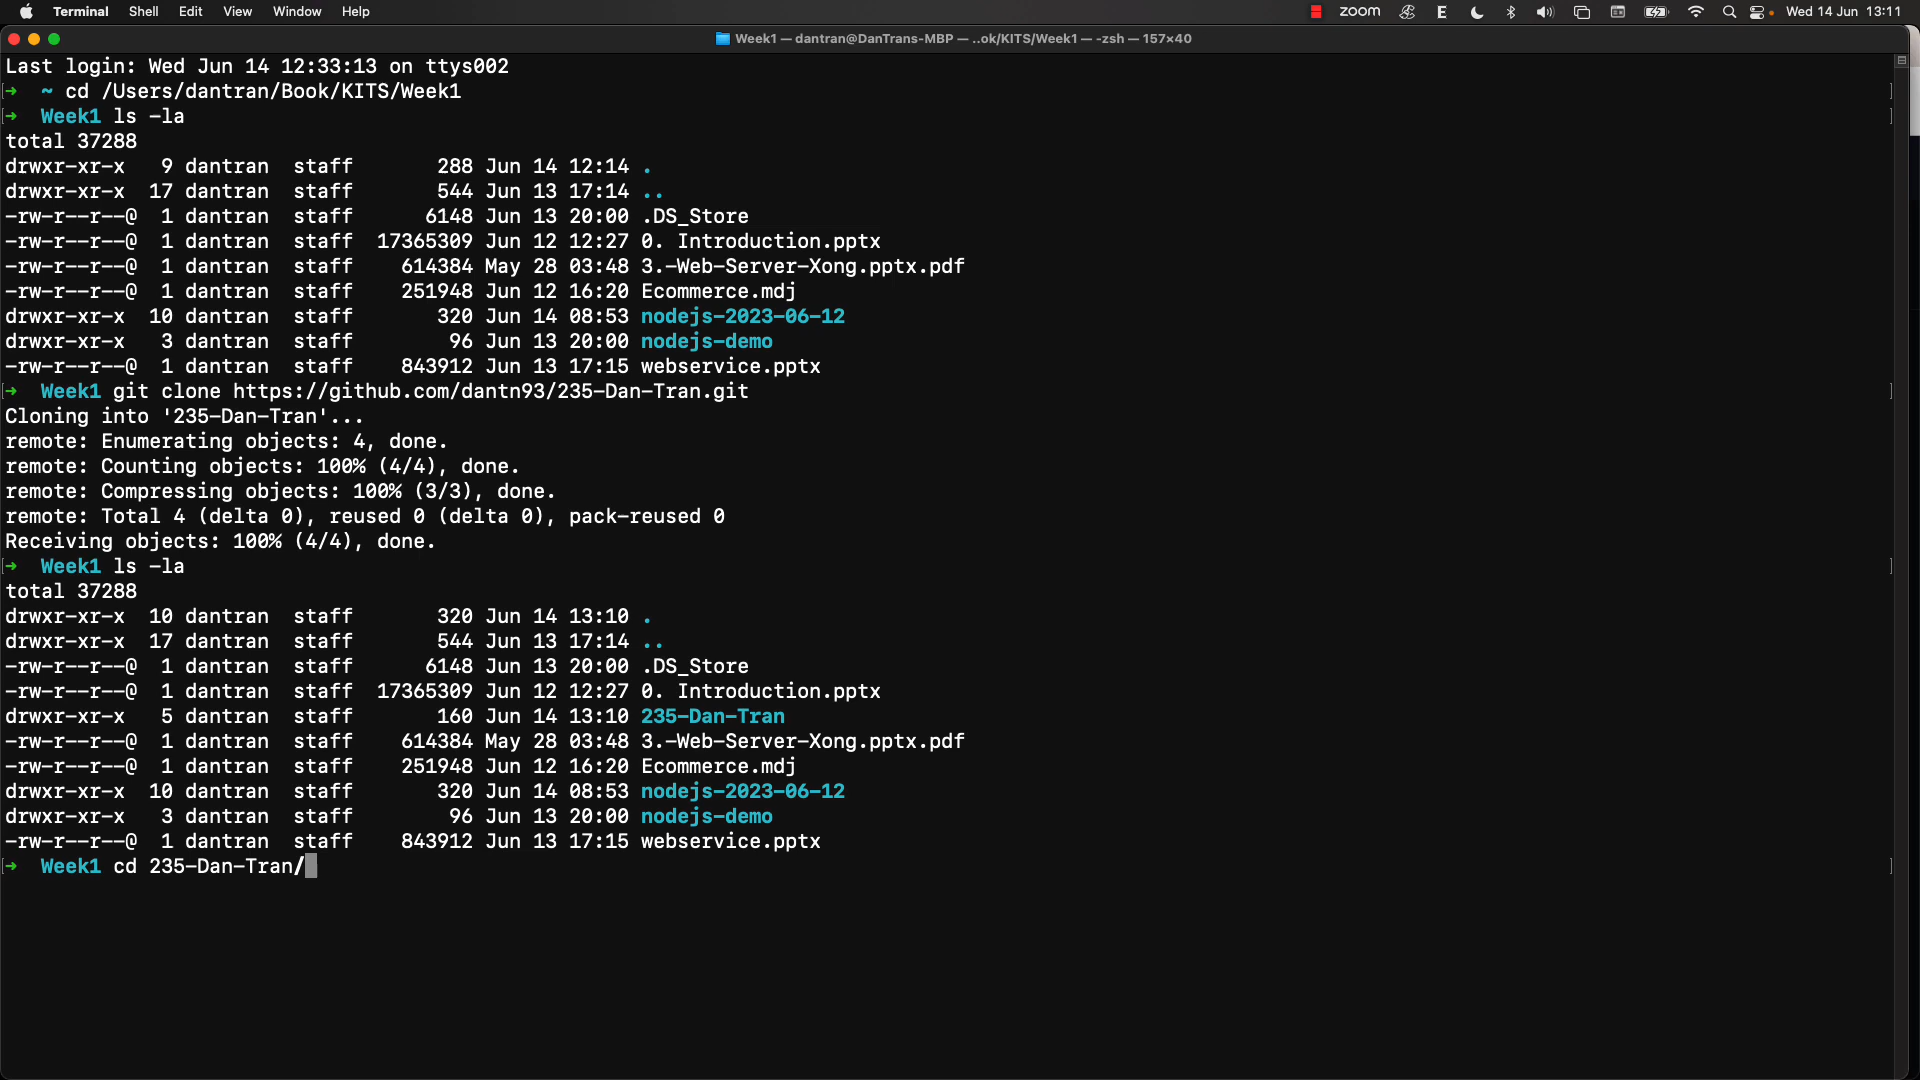 Terminal Shell Edit View Window Help zoom E Wed 14 Jun 13:11
Week1 — dantran@DanTrans-MBP — ..ok/KITS/Week1 — -zsh — 157×40
Last login: Wed Jun 14 12:33:13 on ttys002
[→ ~ cd /Users/dantran/Book/KITS/Week1 ]
[→ Week1 ls -la ]
total 37288
drwxr-xr-x 9 dantran staff 288 Jun 14 12:14 .
drwxr-xr-x 17 dantran staff 544 Jun 13 17:14 ..
-rw-r--r--@ 1 dantran staff 6148 Jun 13 20:00 .DS_Store
-rw-r--r--@ 1 dantran staff 17365309 Jun 12 12:27 0. Introduction.pptx
-rw-r--r--@ 1 dantran staff 614384 May 28 03:48 3.-Web-Server-Xong.pptx.pdf
-rw-r--r--@ 1 dantran staff 251948 Jun 12 16:20 Ecommerce.mdj
drwxr-xr-x 10 dantran staff 320 Jun 14 08:53 nodejs-2023-06-12
drwxr-xr-x 3 dantran staff 96 Jun 13 20:00 nodejs-demo
-rw-r--r--@ 1 dantran staff 843912 Jun 13 17:15 webservice.pptx
[→ Week1 git clone https://github.com/dantn93/235-Dan-Tran.git ]
Cloning into '235-Dan-Tran'...
remote: Enumerating objects: 4, done.
remote: Counting objects: 100% (4/4), done.
remote: Compressing objects: 100% (3/3), done.
remote: Total 4 (delta 0), reused 0 (delta 0), pack-reused 0
Receiving objects: 100% (4/4), done.
[→ Week1 ls -la ]
total 37288
drwxr-xr-x 10 dantran staff 320 Jun 14 13:10 .
drwxr-xr-x 17 dantran staff 544 Jun 13 17:14 ..
-rw-r--r--@ 1 dantran staff 6148 Jun 13 20:00 .DS_Store
-rw-r--r--@ 1 dantran staff 17365309 Jun 12 12:27 0. Introduction.pptx
drwxr-xr-x 5 dantran staff 160 Jun 14 13:10 235-Dan-Tran
-rw-r--r--@ 1 dantran staff 614384 May 28 03:48 3.-Web-Server-Xong.pptx.pdf
-rw-r--r--@ 1 dantran staff 251948 Jun 12 16:20 Ecommerce.mdj
drwxr-xr-x 10 dantran staff 320 Jun 14 08:53 nodejs-2023-06-12
drwxr-xr-x 3 dantran staff 96 Jun 13 20:00 nodejs-demo
-rw-r--r--@ 1 dantran staff 843912 Jun 13 17:15 webservice.pptx
[→ Week1 cd 235-Dan-Tran/ ]